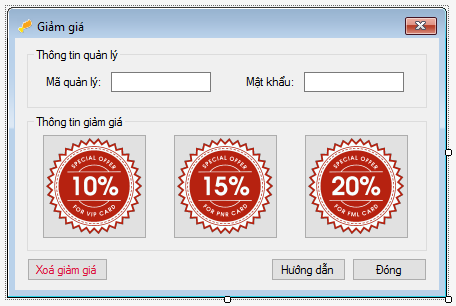 Giảm giá
Thông tin quản lý
Mã quản lý:
Mật khẩu:
Thông tin giảm giá
SPECIAL OFFER
10%
FOR VIP CARD
SPECIAL OFFER
15%
FOR PNR CARD
SPECIAL OFFER
20%
FOR FML CARD
Xoá giảm giá
Hướng dẫn
Đóng